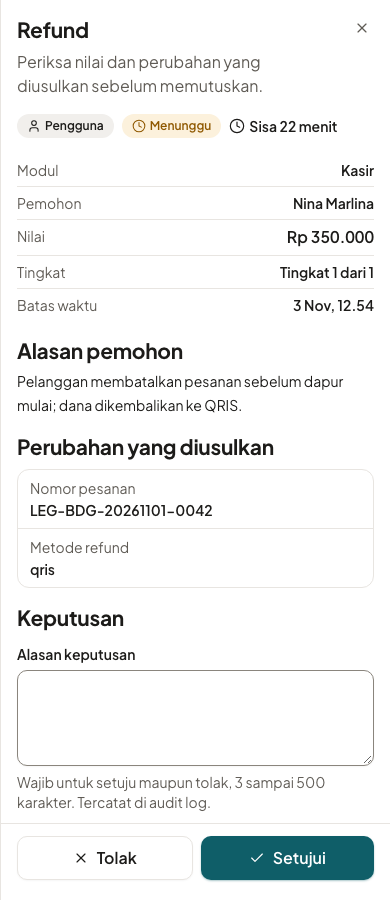 Refund
Periksa nilai dan perubahan yang
diusulkan sebelum memutuskan.
Pengguna
Menunggu
Sisa 22 menit
Modul
Kasir
Pemohon
Nina Marlina
Nilai
Rp 350.000
Tingkat
Tingkat 1 dari 1
Batas waktu
3 Nov, 12.54
Alasan pemohon
Pelanggan membatalkan pesanan sebelum dapur
mulai; dana dikembalikan ke QRIS.
Perubahan yang diusulkan
Nomor pesanan
LEG-BDG-20261101-0042
Metode refund
qris
Keputusan
Alasan keputusan
Wajib untuk setuju maupun tolak, 3 sampai 500
karakter. Tercatat di audit log.
Tolak
Setujui